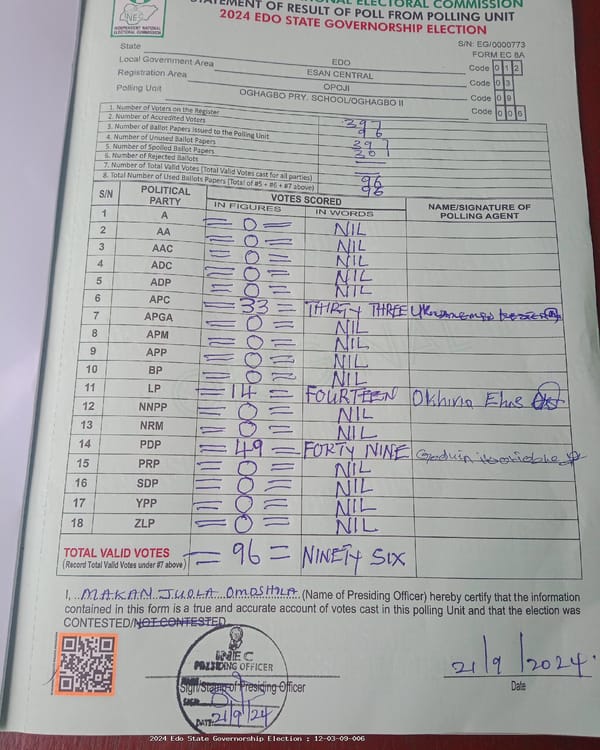 INDEPENDENT NATIONAL ELECTORAL COMMISSION
NATIONAL ELECTORAL COMMISSION
STATEMENT OF RESULT OF POLL FROM POLLING UNIT
2024 EDO STATE GOVERNORSHIP ELECTION
S/N: EG/0000773
FORM EC 8A
State EDO Code 0 1 2
Local Government Area ESAN CENTRAL Code 0 3
Registration Area OPOJI Code 0 9
Polling Unit OGHAGBO PRY. SCHOOL/OGHAGBO II Code 0 0 6
1. Number of Voters on the Register 397
2. Number of Accredited Voters 96
3. Number of Ballot Papers issued to the Polling Unit 397
4. Number of Unused Ballot Papers 301
5. Number of Spoiled Ballot Papers
6. Number of Rejected Ballots
7. Number of Total Valid Votes (Total Valid Votes cast for all parties) 96
8. Total Number of Used Ballots Papers (Total of #5 + #6 + #7 above) 96
S/N POLITICAL PARTY VOTES SCORED NAME/SIGNATURE OF POLLING AGENT
IN FIGURES IN WORDS
1 A = 0 = NIL
2 AA = 0 = NIL
3 AAC = 0 = NIL
4 ADC = 0 = NIL
5 ADP = 0 = NIL
6 APC = 33 = THIRTY THREE
7 APGA = 0 = NIL
8 APM = 0 = NIL
9 APP = 0 = NIL
10 BP = 0 = NIL
11 LP = 14 = FOURTEEN Okhiria Ehis
12 NNPP = 0 = NIL
13 NRM = 0 = NIL
14 PDP = 49 = FORTY NINE Godwin
15 PRP = 0 = NIL
16 SDP = 0 = NIL
17 YPP = 0 = NIL
18 ZLP = 0 = NIL
TOTAL VALID VOTES = 96 = NINETY SIX
(Record Total Valid Votes under #7 above)
I, MAKANJUOLA OMOSHOLA (Name of Presiding Officer) hereby certify that the information
contained in this form is a true and accurate account of votes cast in this polling Unit and that the election was
CONTESTED/NOT CONTESTED
INEC
PRESIDING OFFICER
Sign/Stamp of Presiding Officer
SIGN
DATE: 21/9/24
21/9/2024
Date
2024 Edo State Governorship Election : 12-03-09-006